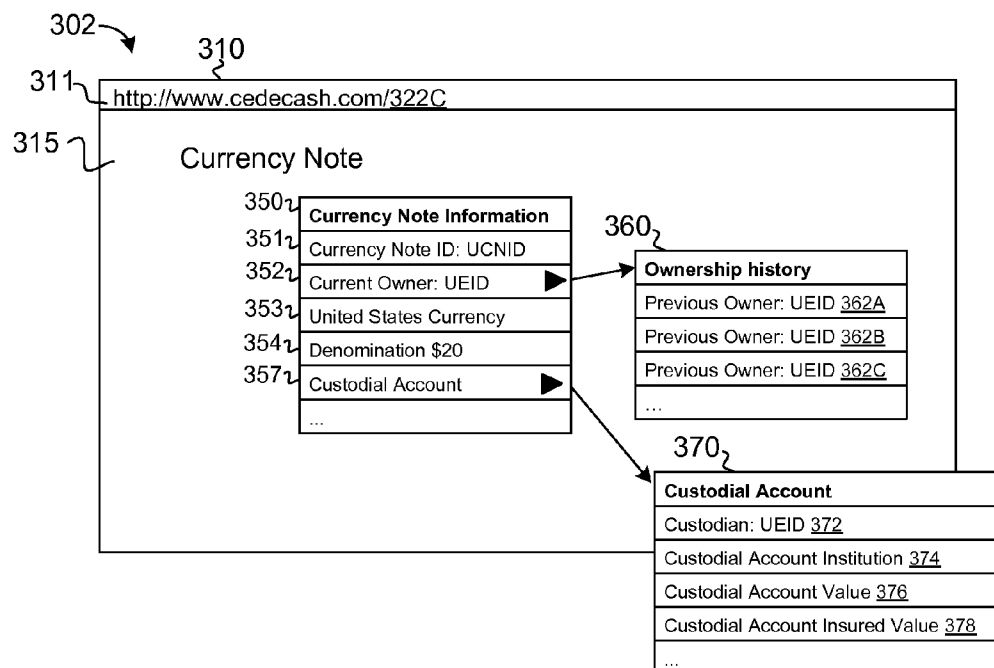 302
310
311
http://www.cedecash.com/322C
315
Currency Note
350
Currency Note Information
351
Currency Note ID: UCNID
352
Current Owner: UEID
353
United States Currency
354
Denomination $20
357
Custodial Account
...
360
Ownership history
Previous Owner: UEID 362A
Previous Owner: UEID 362B
Previous Owner: UEID 362C
...
370
Custodial Account
Custodian: UEID 372
Custodial Account Institution 374
Custodial Account Value 376
Custodial Account Insured Value 378
...